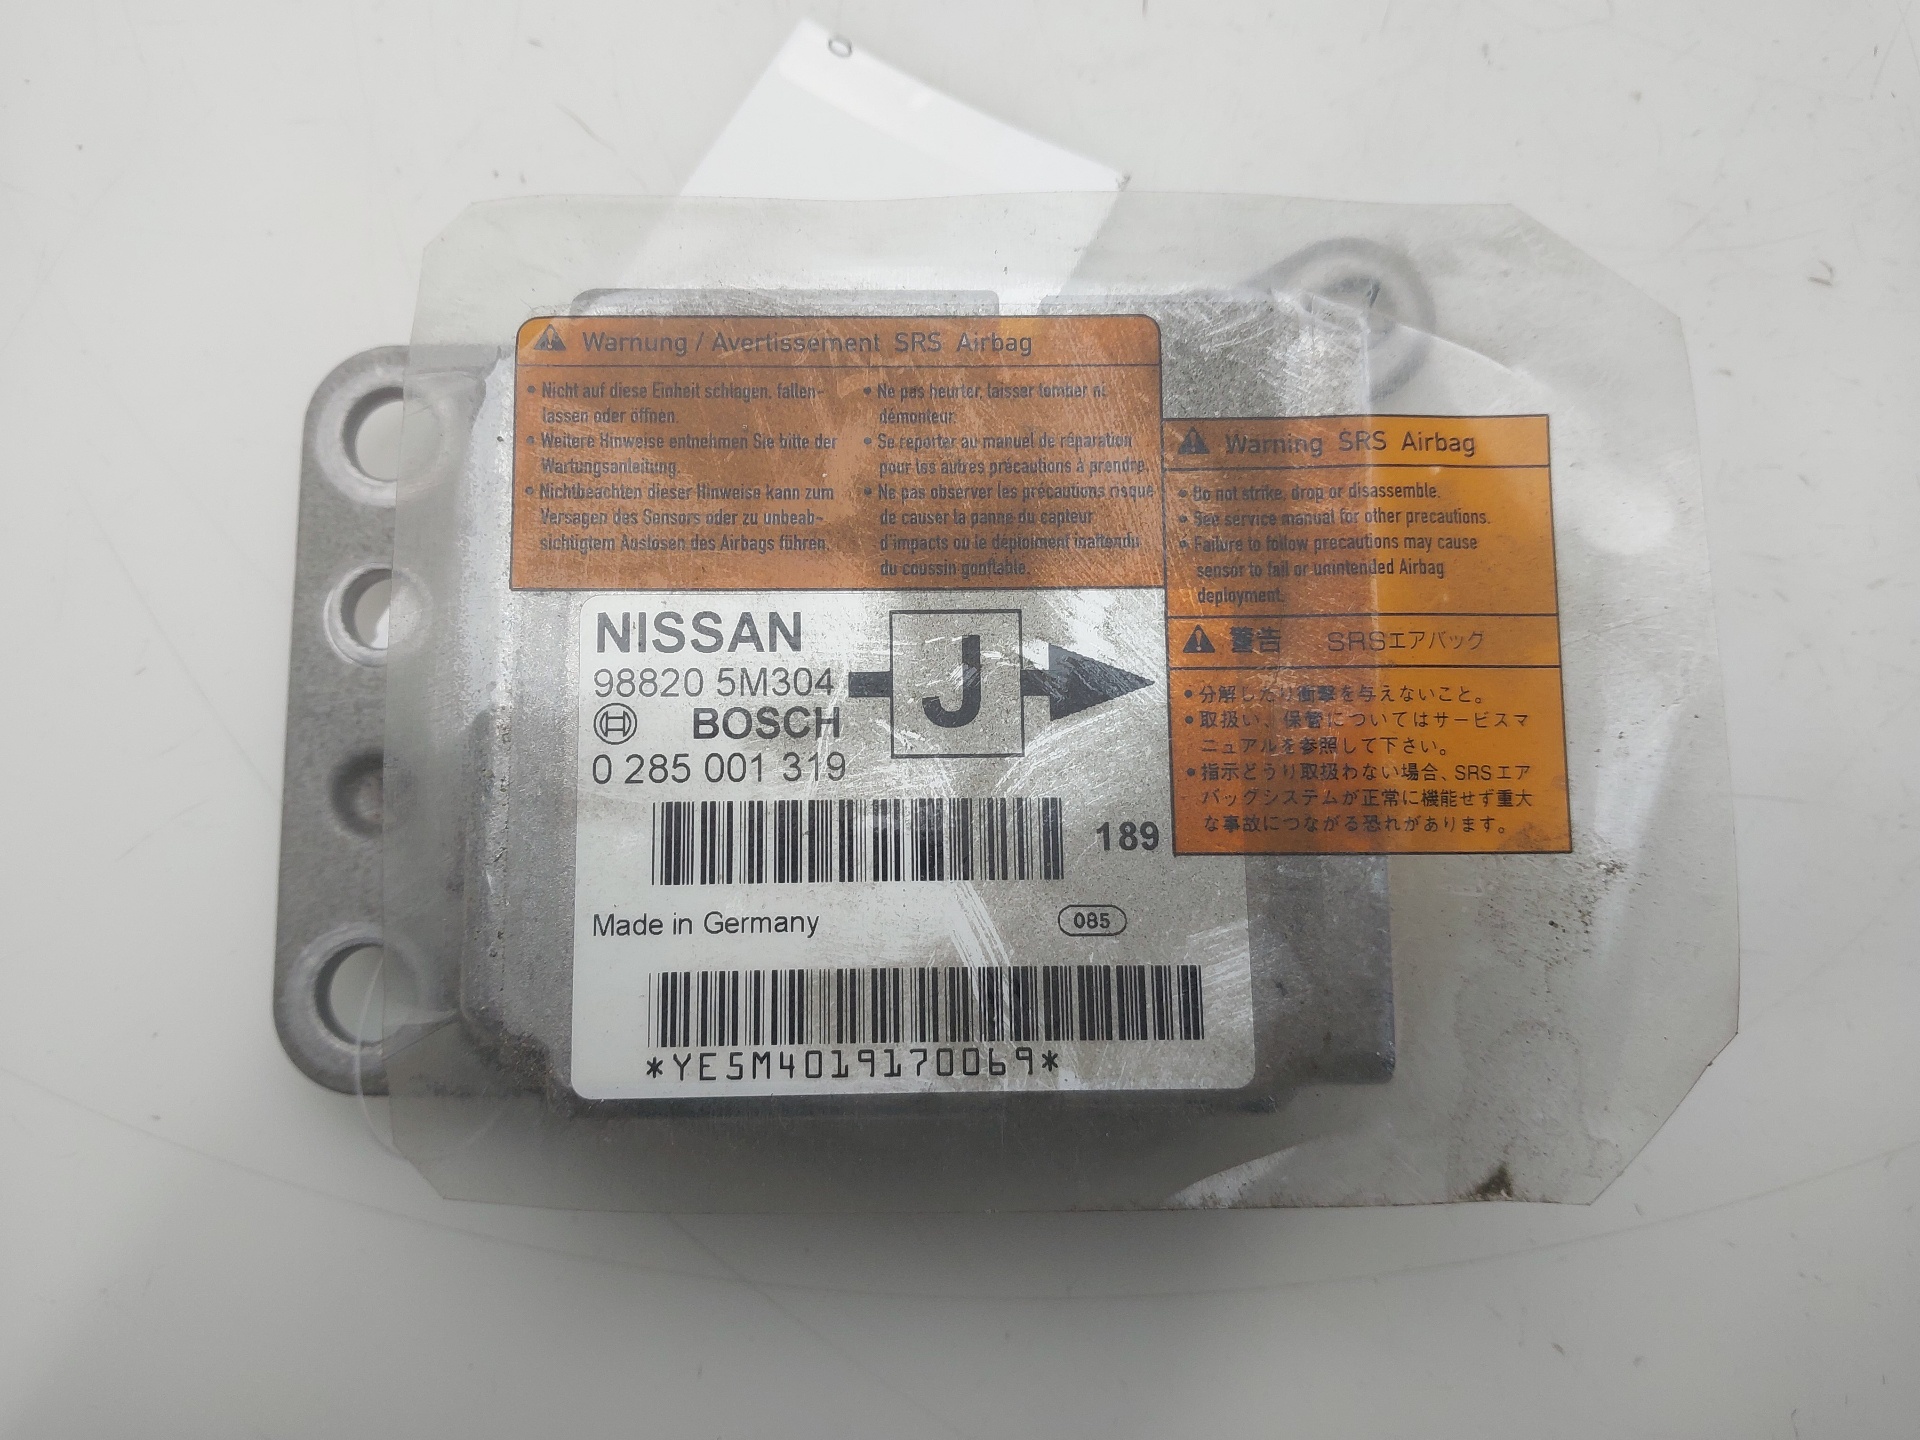 Warnung / Avertissement SRS Airbag
• Nicht auf diese Einheit schlagen, fallen-
lassen oder öffnen.
• Weitere Hinweise entnehmen Sie bitte der
Wartungsanleitung.
• Nichtbeachten dieser Hinweise kann zum
Versagen des Sensors oder zu unbeab-
sichtigtem Auslösen des Airbags führen.
• Ne pas heurter, laisser tomber ni
démonteur.
• Se reporter au manuel de réparation
pour les autres précautions à prendre.
• Ne pas observer les précautions risque
de causer la panne du capteur
d'impacts ou le déploiment inattendu
du coussin gonflable.
Warning SRS Airbag
• Do not strike, drop or disassemble.
• See service manual for other precautions.
• Failure to follow precautions may cause
sensor to fail or unintended Airbag
deployment.
警告 SRSエアバッグ
• 分解したり衝撃を与えないこと。
• 取扱い、保管についてはサービスマ
ニュアルを参照して下さい。
• 指示どうり取扱わない場合、SRSエア
バッグシステムが正常に機能せず重大
な事故につながる恐れがあります。
NISSAN
98820 5M304
J
BOSCH
0 285 001 319
189
Made in Germany
085
*YE5M4019170069*